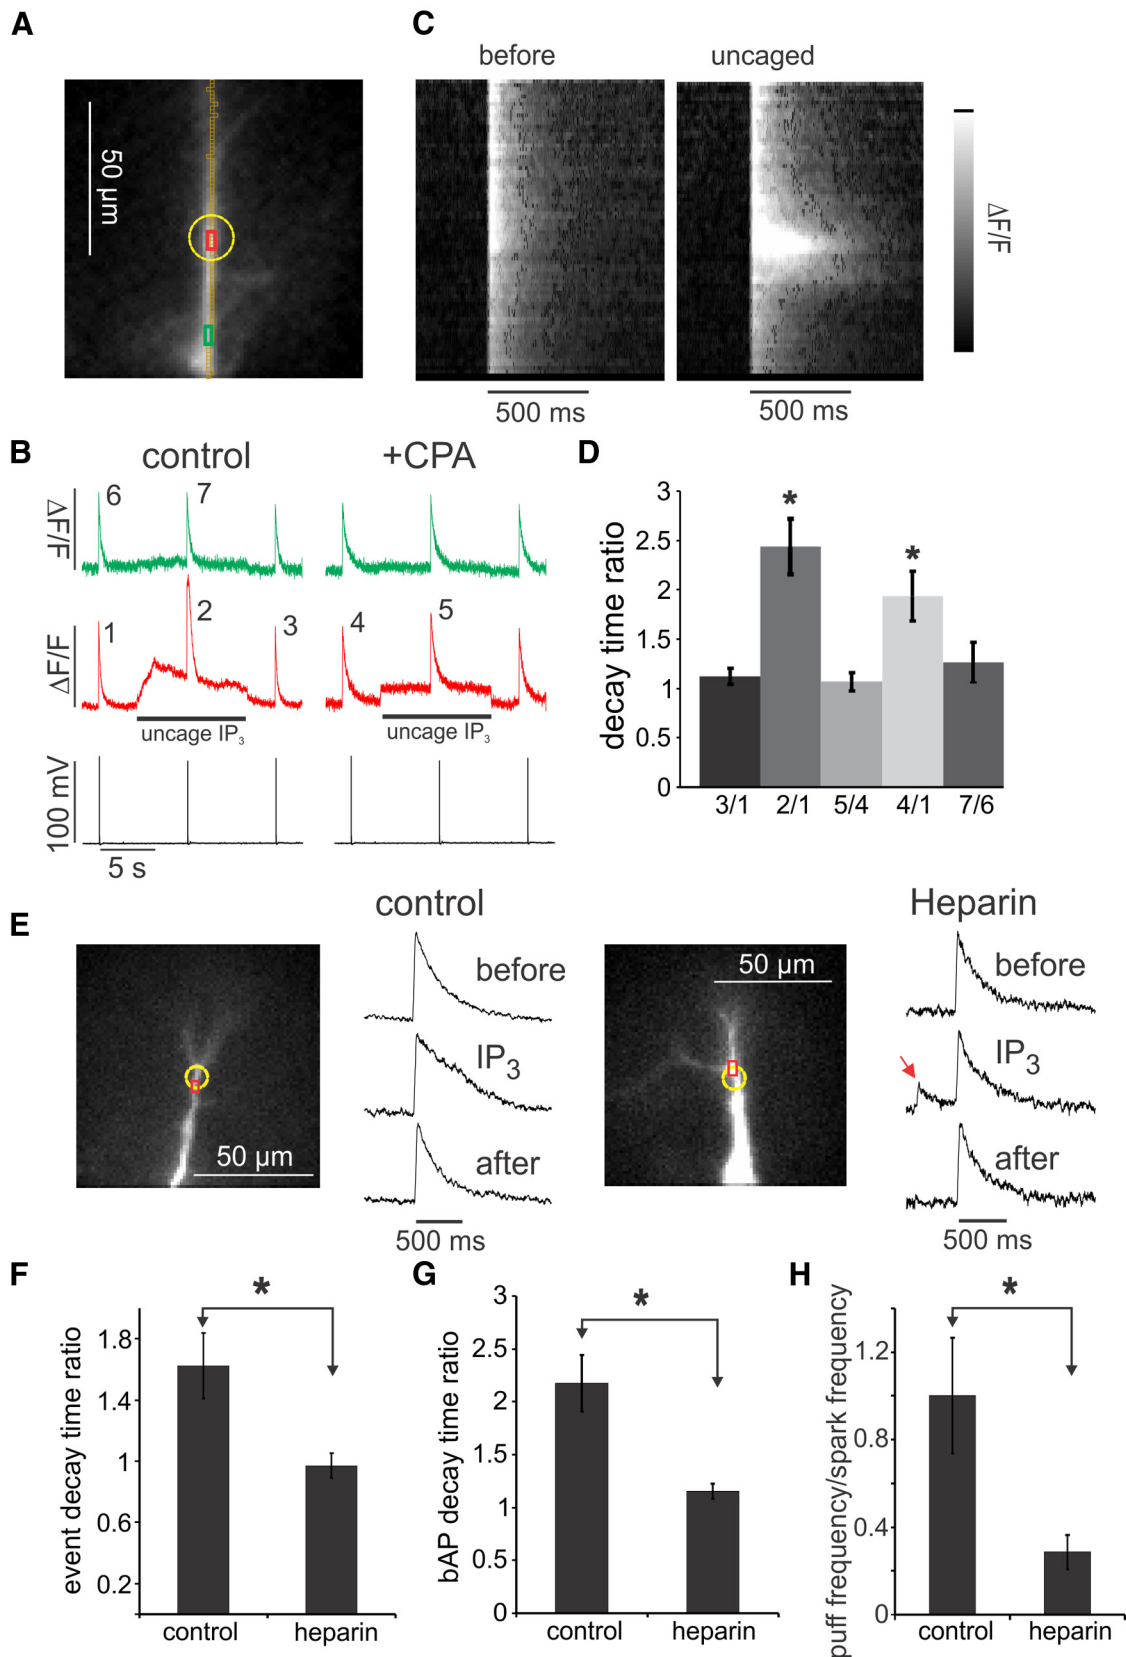 A
50 µm
C
before
uncaged
500 ms
500 ms
ΔF/F
B
control
+CPA
ΔF/F
6
7
ΔF/F
1
2
3
4
5
uncage IP3
uncage IP3
100 mV
5 s
D
decay time ratio
3
2.5
2
1.5
1
0.5
0
*
*
3/1
2/1
5/4
4/1
7/6
E
50 µm
control
before
IP3
after
500 ms
50 µm
Heparin
before
IP3
after
500 ms
F
event decay time ratio
1.8
1.4
1
0.6
0.2
*
control
heparin
G
bAP decay time ratio
3
2.5
2
1.5
1
0.5
0
*
control
heparin
H
puff frequency/spark frequency
1.2
0.8
0.4
0
*
control
heparin